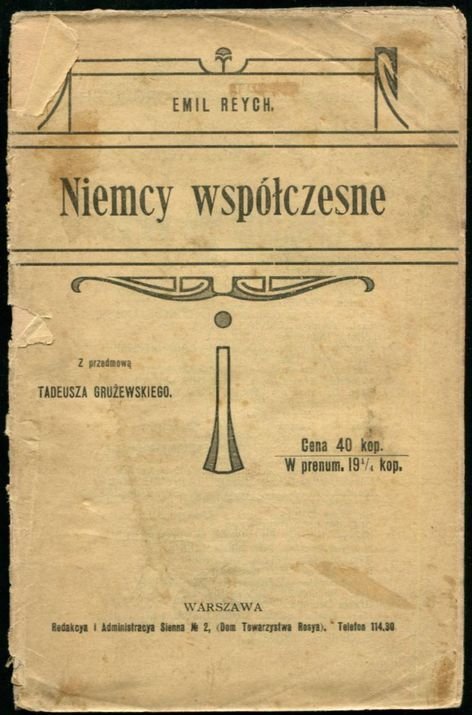 EMIL REYCH.
Niemcy współczesne
Z przedmową
TADEUSZA GRUŻEWSKIEGO.
Cena 40 kop.
W prenum. 19¼ kop.
WARSZAWA
Redakcya i Administracya Sienna № 2, (Dom Towarzystwa Rosya). Telefon 114.30